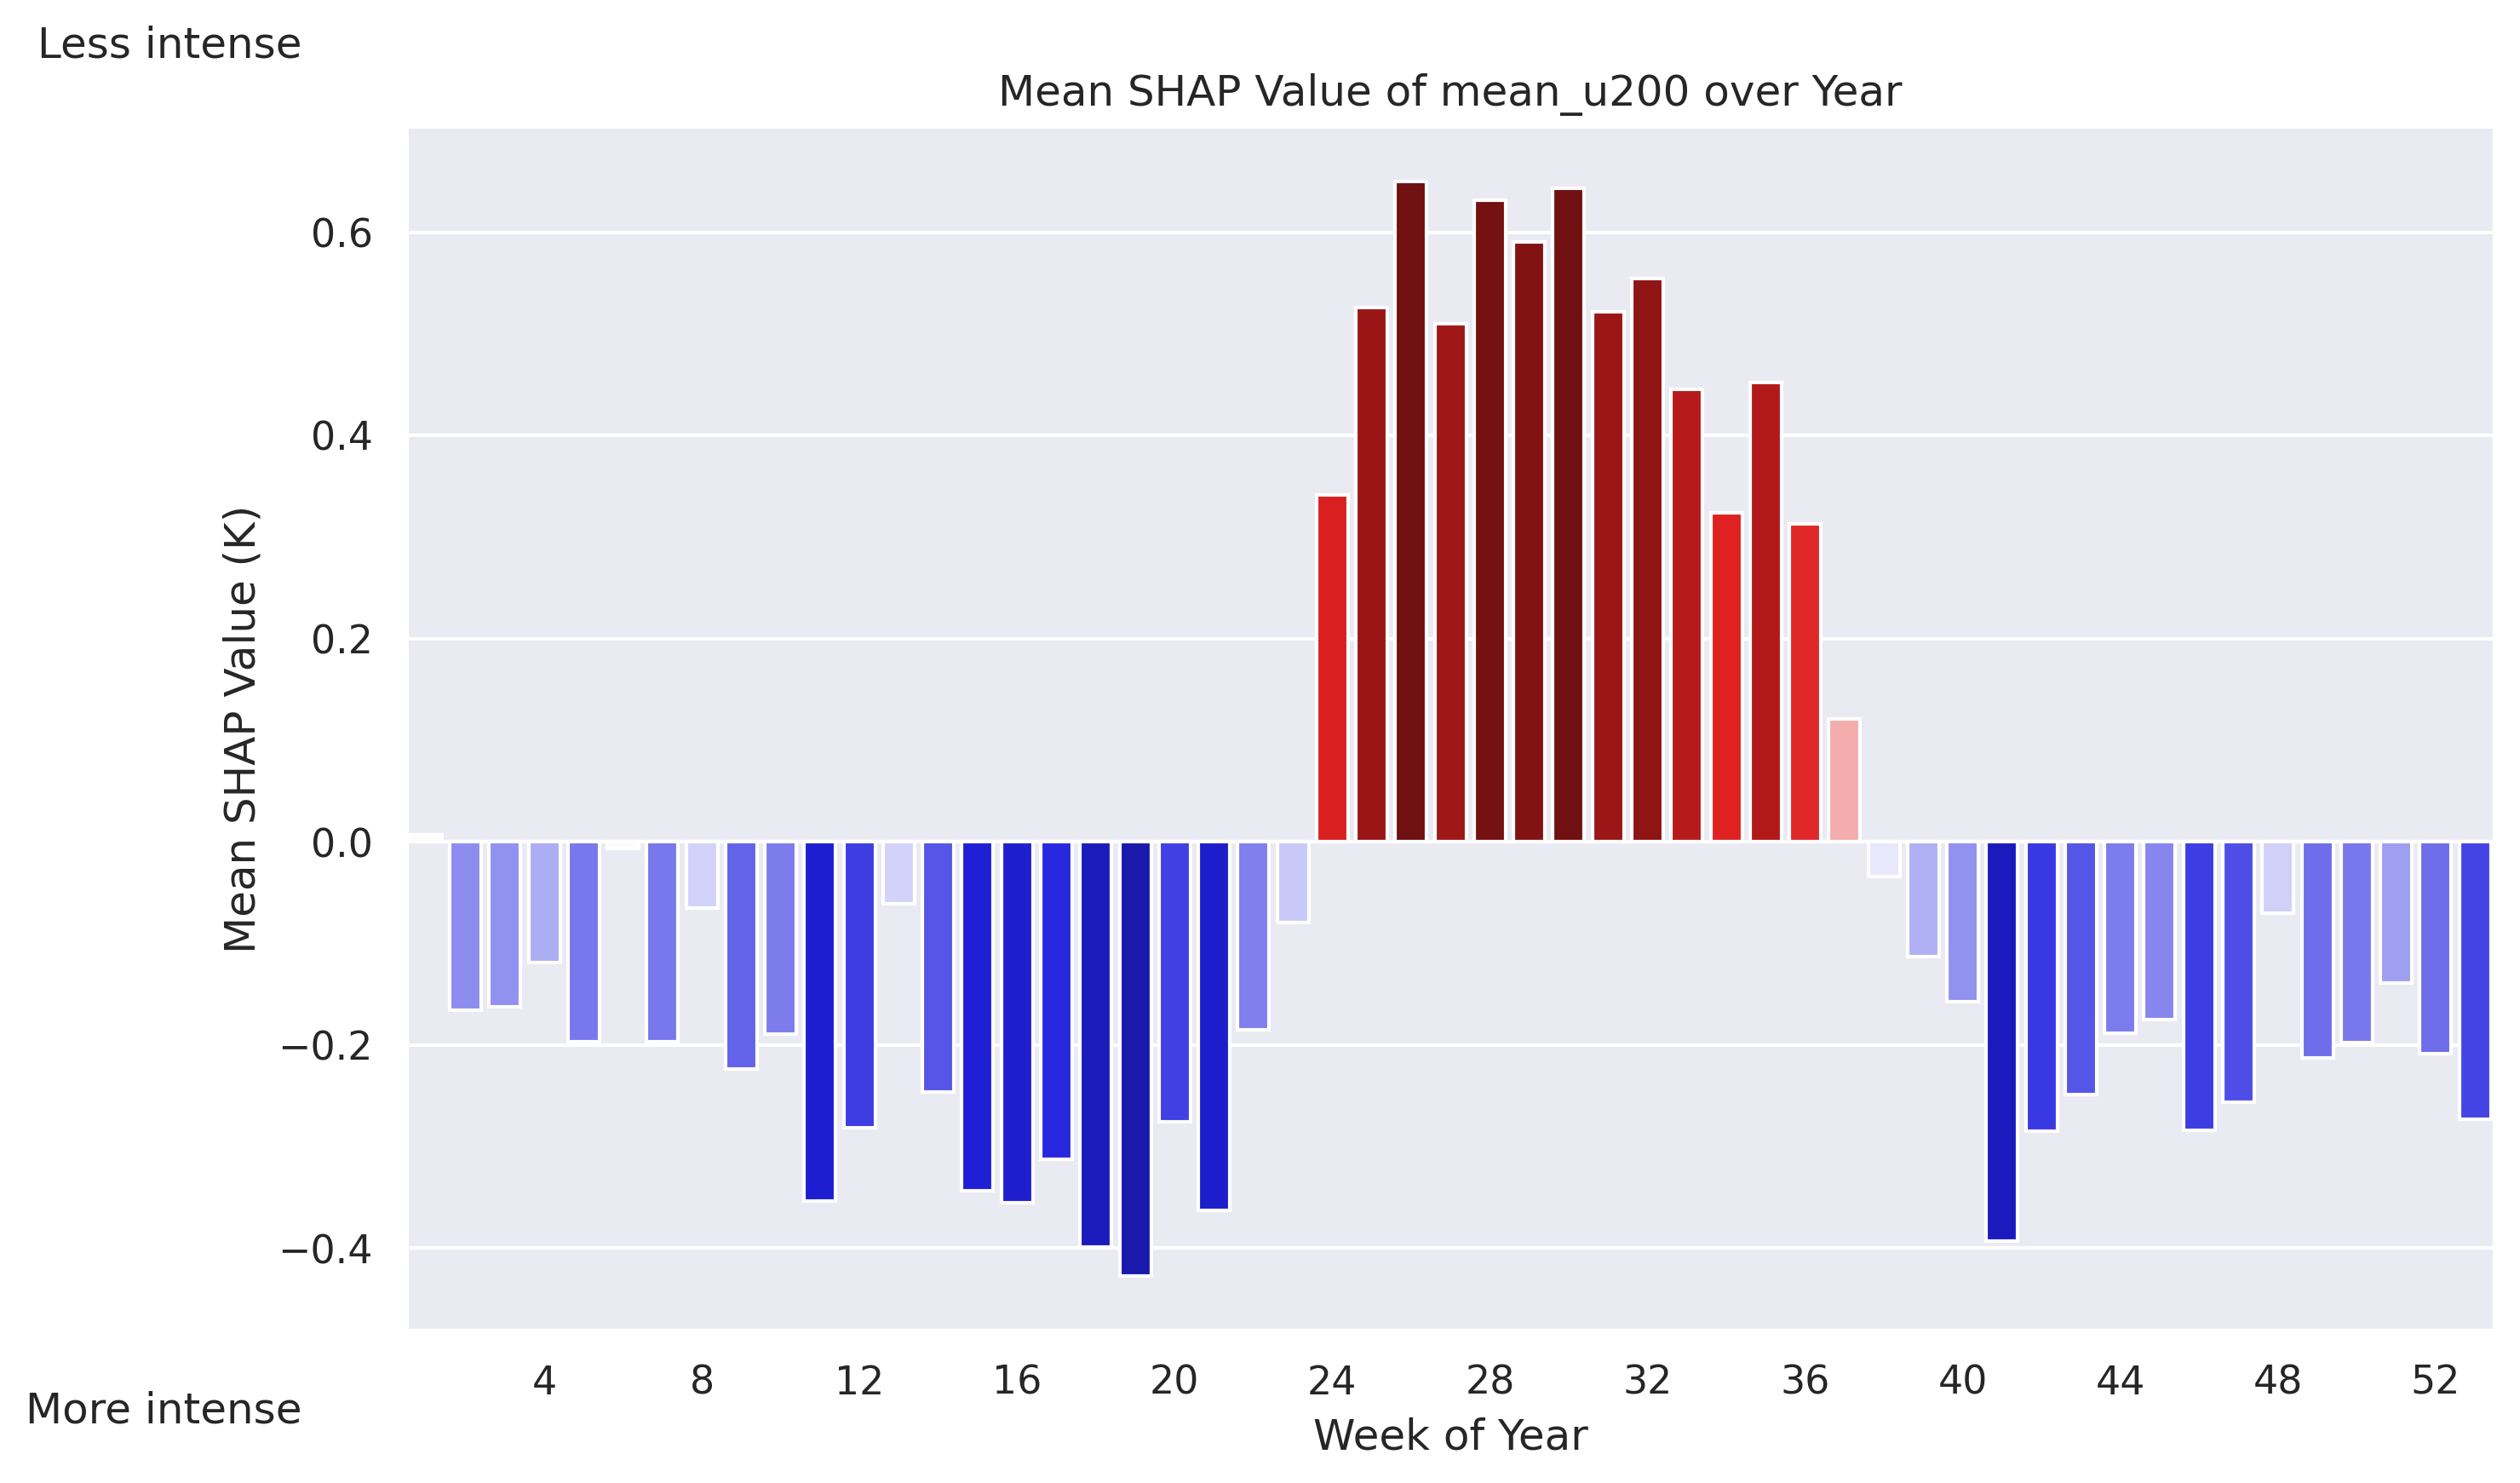 Less intense
Mean SHAP Value of mean_u200 over Year
Mean SHAP Value (K)
0.6
0.4
0.2
0.0
−0.2
−0.4
4 8 12 16 20 24 28 32 36 40 44 48 52
More intense
Week of Year